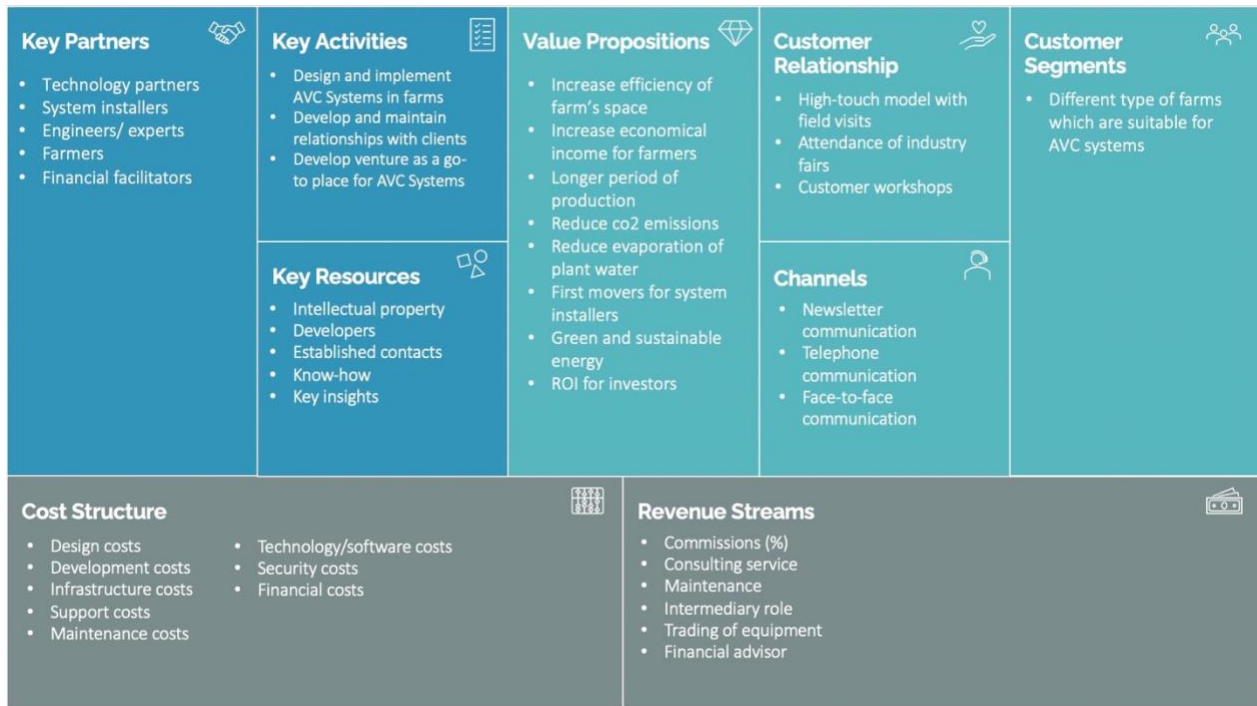 Key Partners
• Technology partners
• System installers
• Engineers/ experts
• Farmers
• Financial facilitators
Key Activities
• Design and implement
AVC Systems in farms
• Develop and maintain
relationships with clients
• Develop venture as a go-
to place for AVC Systems
Key Resources
• Intellectual property
• Developers
• Established contacts
• Know-how
• Key insights
Value Propositions
• Increase efficiency of
farm's space
• Increase economical
income for farmers
• Longer period of
production
• Reduce co2 emissions
• Reduce evaporation of
plant water
• First movers for system
installers
• Green and sustainable
energy
• ROI for investors
Customer
Relationship
• High-touch model with
field visits
• Attendance of industry
fairs
• Customer workshops
Channels
• Newsletter
communication
• Telephone
communication
• Face-to-face
communication
Customer
Segments
• Different type of farms
which are suitable for
AVC systems
Cost Structure
• Design costs
• Development costs
• Infrastructure costs
• Support costs
• Maintenance costs
• Technology/software costs
• Security costs
• Financial costs
Revenue Streams
• Commissions (%)
• Consulting service
• Maintenance
• Intermediary role
• Trading of equipment
• Financial advisor